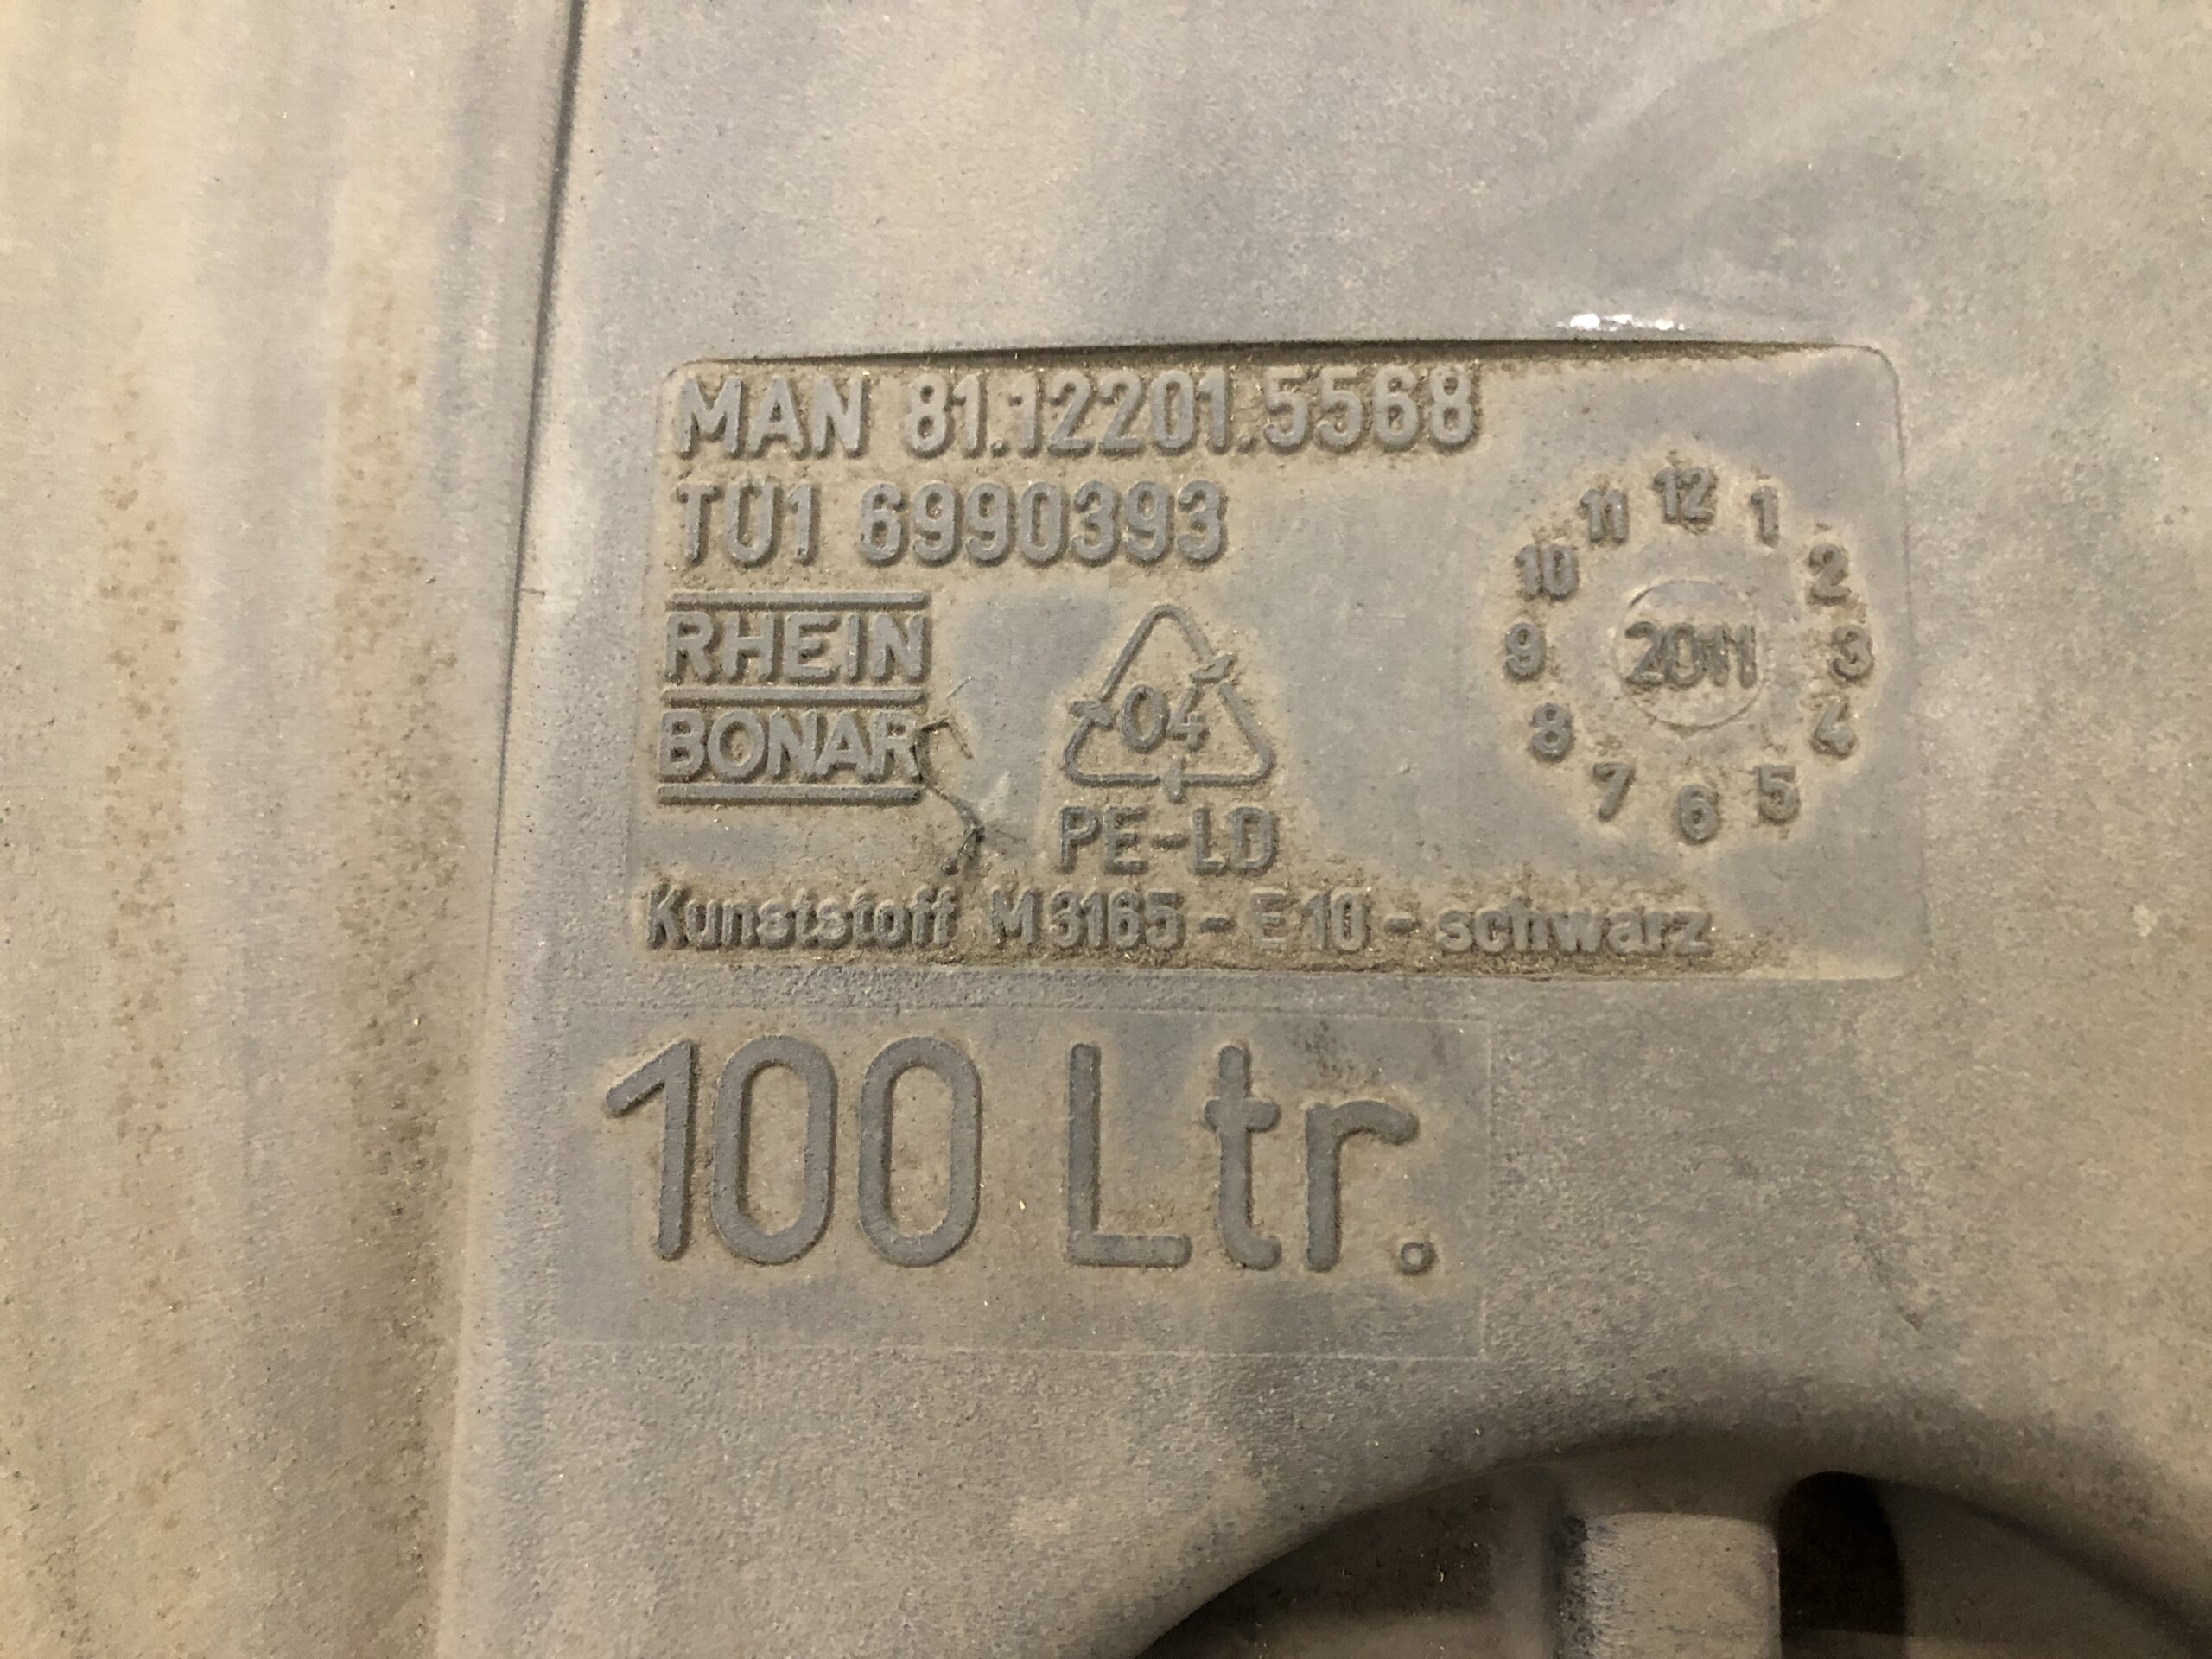 MAN 81.12201.5568
TU1 6990393
RHEIN
BONAR
04
PE-LD
Kunststoff M3165 - E10 - schwarz
12
1
2
3
4
5
6
7
8
9
10
11
2011
100 Ltr.